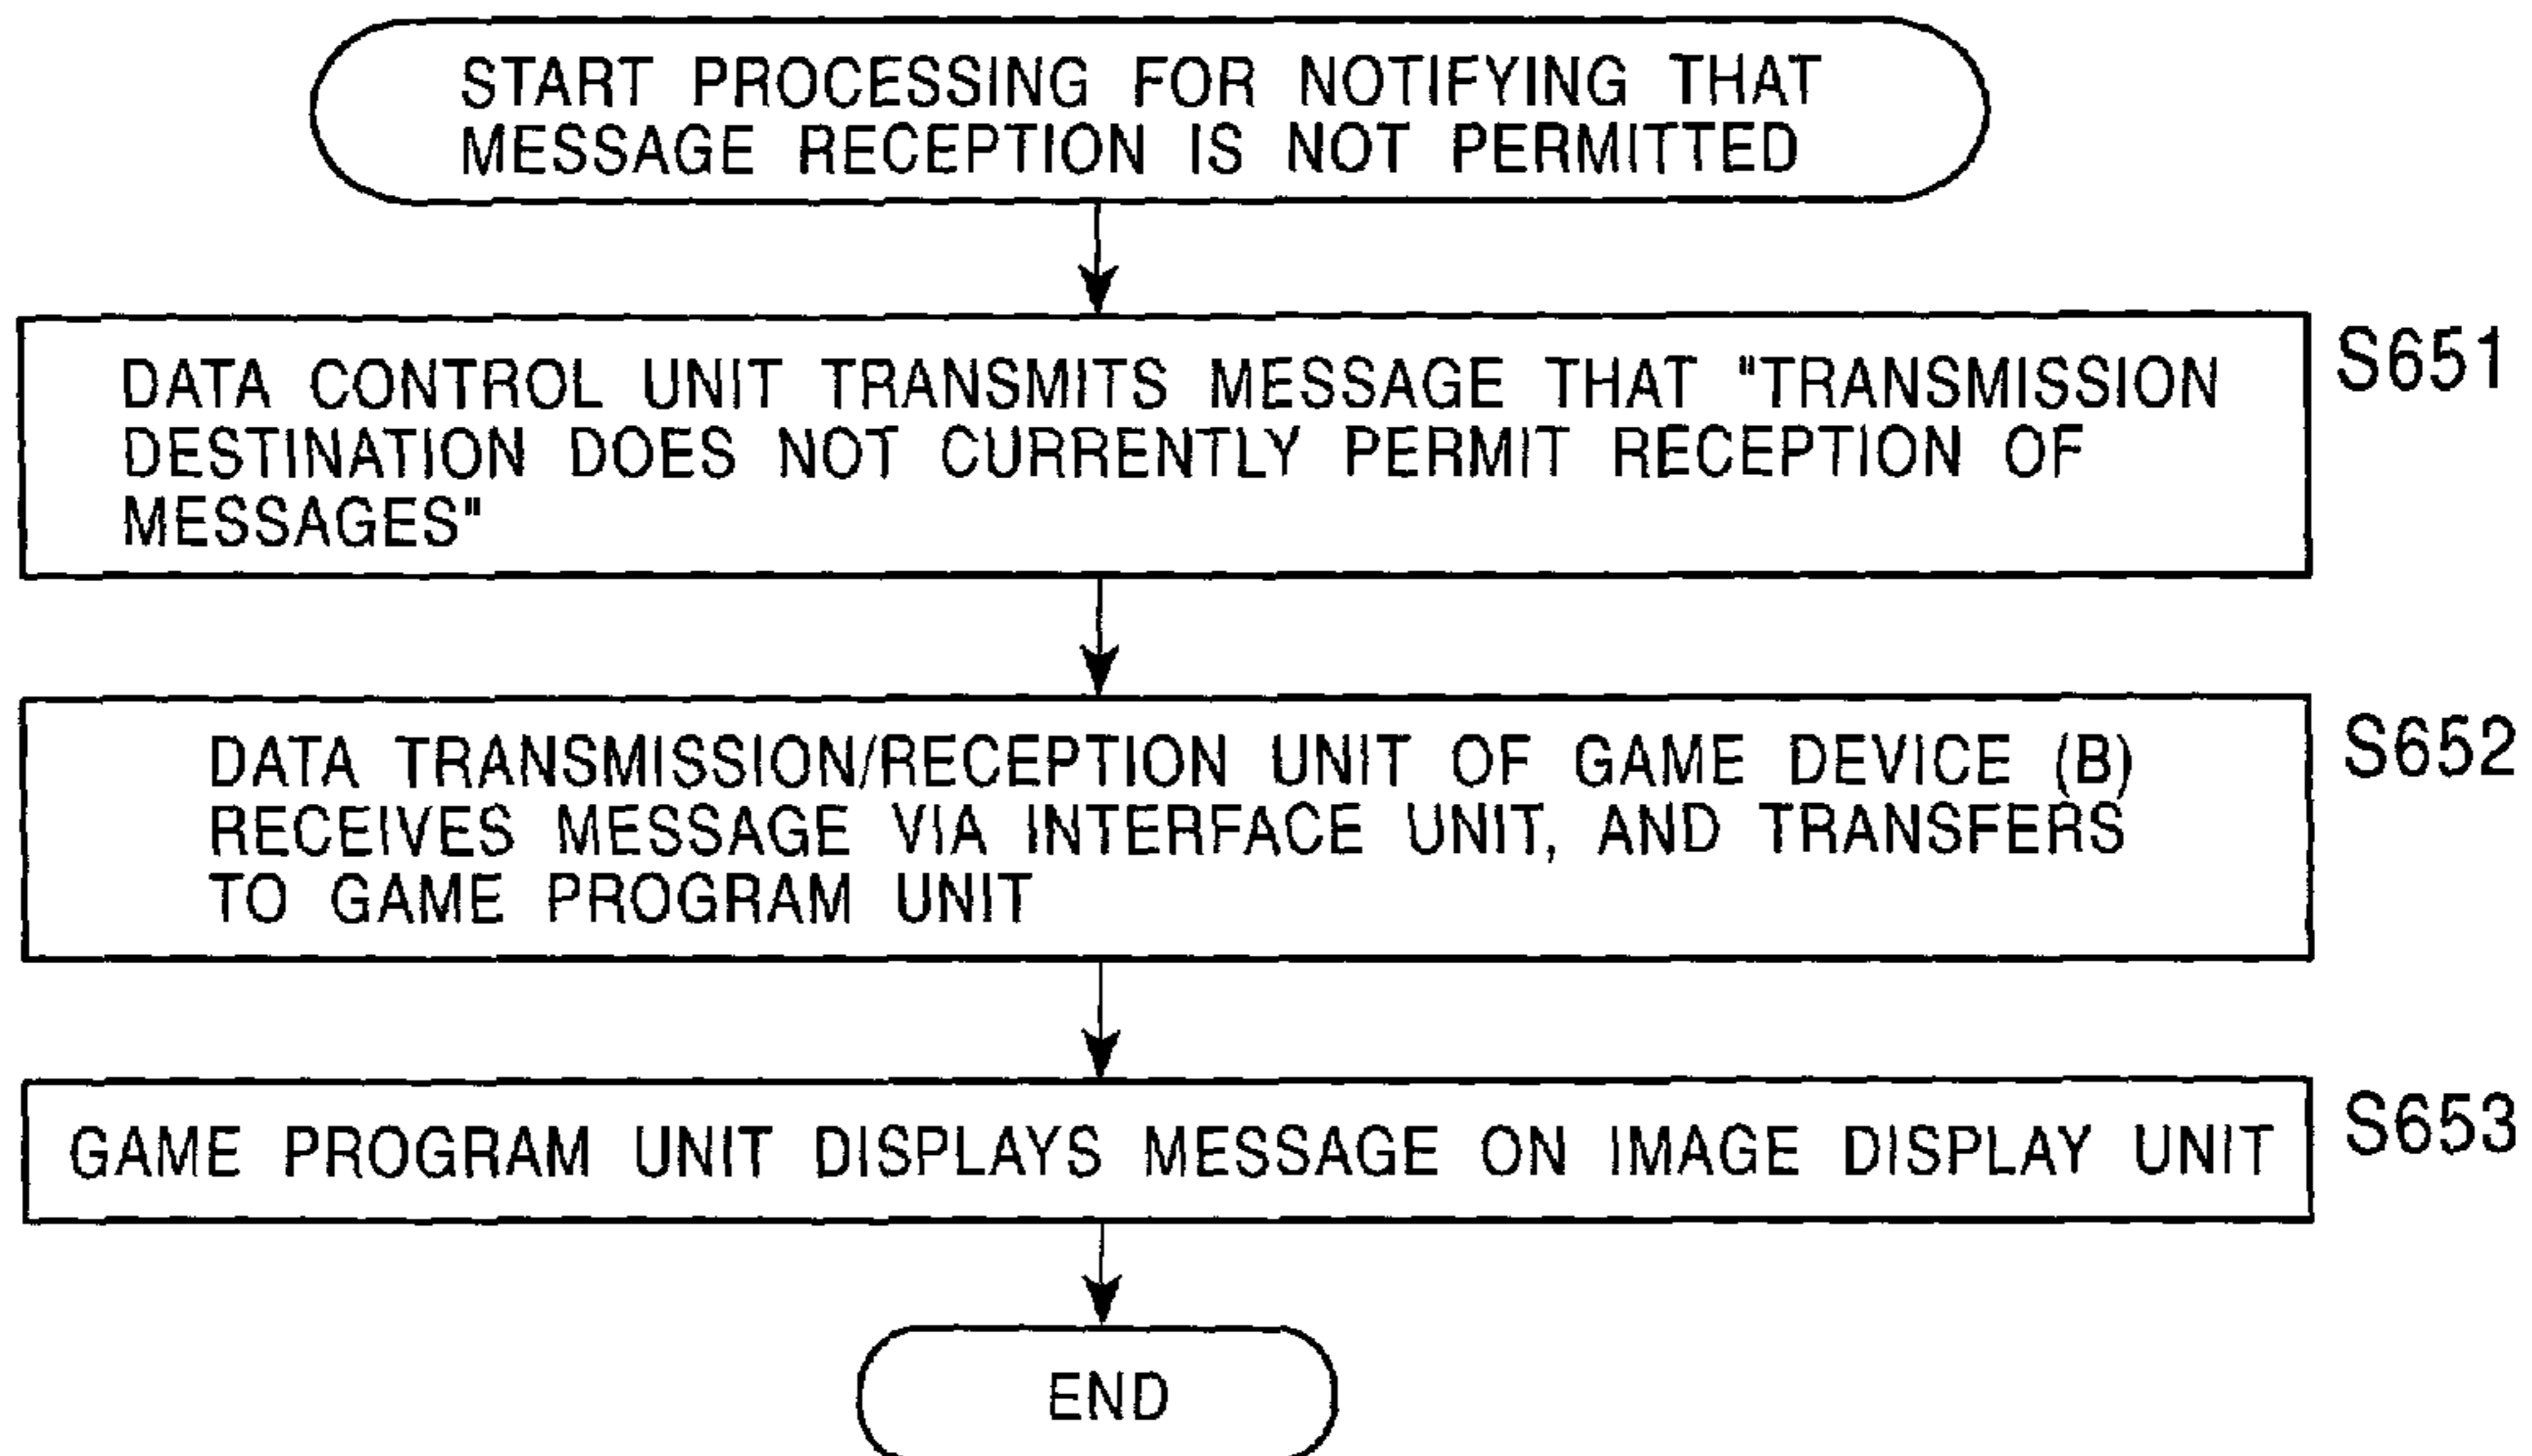 START PROCESSING FOR NOTIFYING THAT
MESSAGE RECEPTION IS NOT PERMITTED
DATA CONTROL UNIT TRANSMITS MESSAGE THAT "TRANSMISSION
DESTINATION DOES NOT CURRENTLY PERMIT RECEPTION OF
MESSAGES"
S651
DATA TRANSMISSION/RECEPTION UNIT OF GAME DEVICE (B)
RECEIVES MESSAGE VIA INTERFACE UNIT, AND TRANSFERS
TO GAME PROGRAM UNIT
S652
GAME PROGRAM UNIT DISPLAYS MESSAGE ON IMAGE DISPLAY UNIT
S653
END